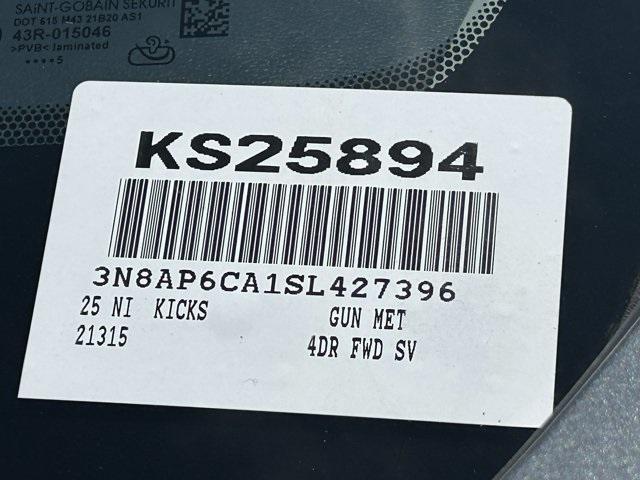 SAINT-GOBAIN SEKURIT
DOT 615 M43 21B20 AS1
43R-015046
>PVB< laminated
KS25894
3N8AP6CA1SL427396
25 NI KICKS GUN MET
21315 4DR FWD SV